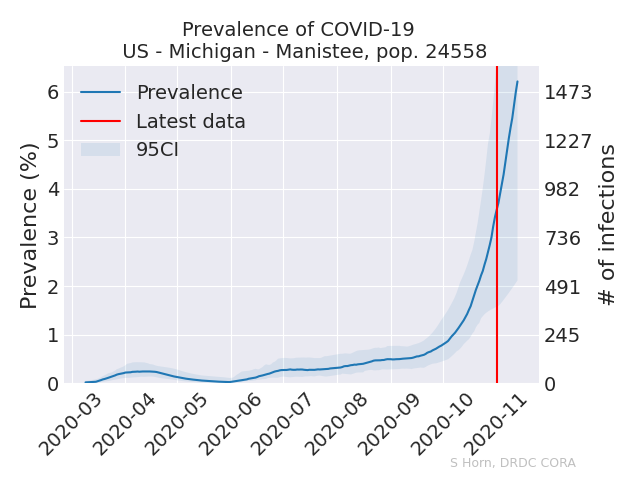 Prevalence of COVID-19
US - Michigan - Manistee, pop. 24558
Prevalence
Latest data
95CI
Prevalence (%)
6
5
4
3
2
1
0
1473
1227
982
736
491
245
0
# of infections
2020-03
2020-04
2020-05
2020-06
2020-07
2020-08
2020-09
2020-10
2020-11
S Horn, DRDC CORA